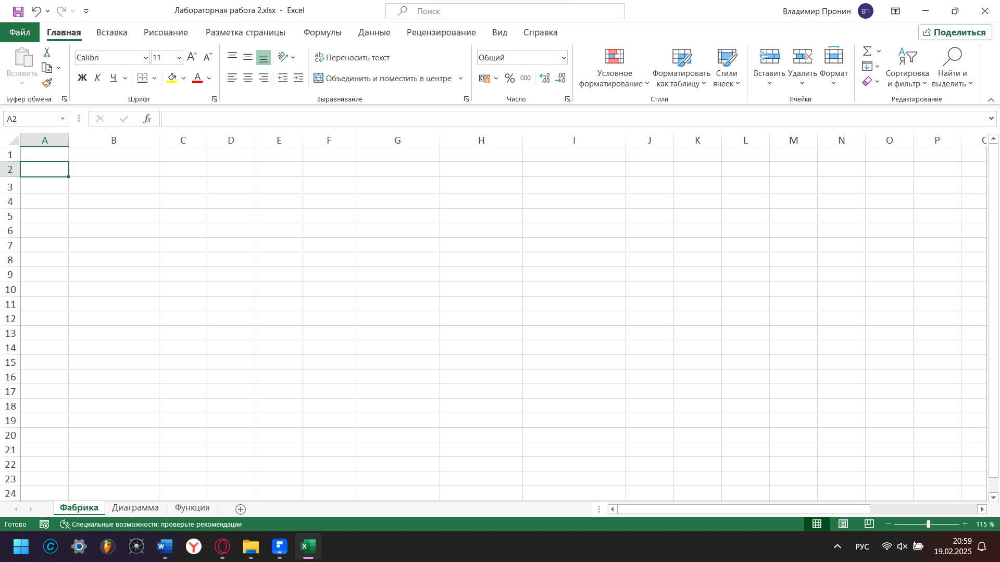 Лабораторная работа 2.xlsx - Excel
Поиск
Владимир Пронин
ВП
Файл Главная Вставка Рисование Разметка страницы Формулы Данные Рецензирование Вид Справка
Поделиться
Вставить
Буфер обмена
Calibri 11
Ж К Ч А
Шрифт
Переносить текст
Объединить и поместить в центре
Выравнивание
Общий
% 000
Число
Условное форматирование
Форматировать как таблицу
Стили ячеек
Стили
Вставить Удалить Формат
Ячейки
Сортировка и фильтр
Найти и выделить
Редактирование
A2
fx
A B C D E F G H I J K L M N O P
1
2
3
4
5
6
7
8
9
10
11
12
13
14
15
16
17
18
19
20
21
22
23
24
Фабрика Диаграмма Функция
Готово
Специальные возможности: проверьте рекомендации
115 %
РУС
20:59
19.02.2025